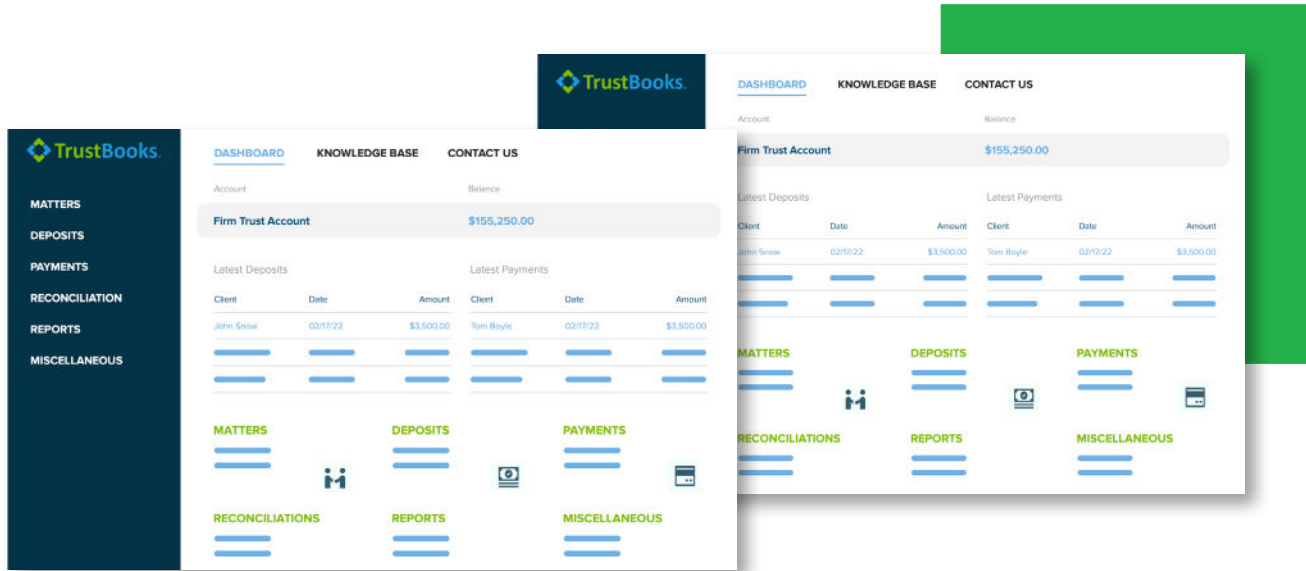 TrustBooks.
DASHBOARD KNOWLEDGE BASE CONTACT US
Account Balance
Firm Trust Account $155,250.00
Latest Deposits Latest Payments
Client Date Amount Client Date Amount
John Snow 02/17/22 $3,500.00 Tom Boyle 02/17/22 $3,500.00
MATTERS DEPOSITS PAYMENTS
RECONCILIATIONS REPORTS MISCELLANEOUS
TrustBooks.
MATTERS
DEPOSITS
PAYMENTS
RECONCILIATION
REPORTS
MISCELLANEOUS
DASHBOARD KNOWLEDGE BASE CONTACT US
Account Balance
Firm Trust Account $155,250.00
Latest Deposits Latest Payments
Client Date Amount Client Date Amount
John Snow 02/17/22 $3,500.00 Tom Boyle 02/17/22 $3,500.00
MATTERS DEPOSITS PAYMENTS
RECONCILIATIONS REPORTS MISCELLANEOUS